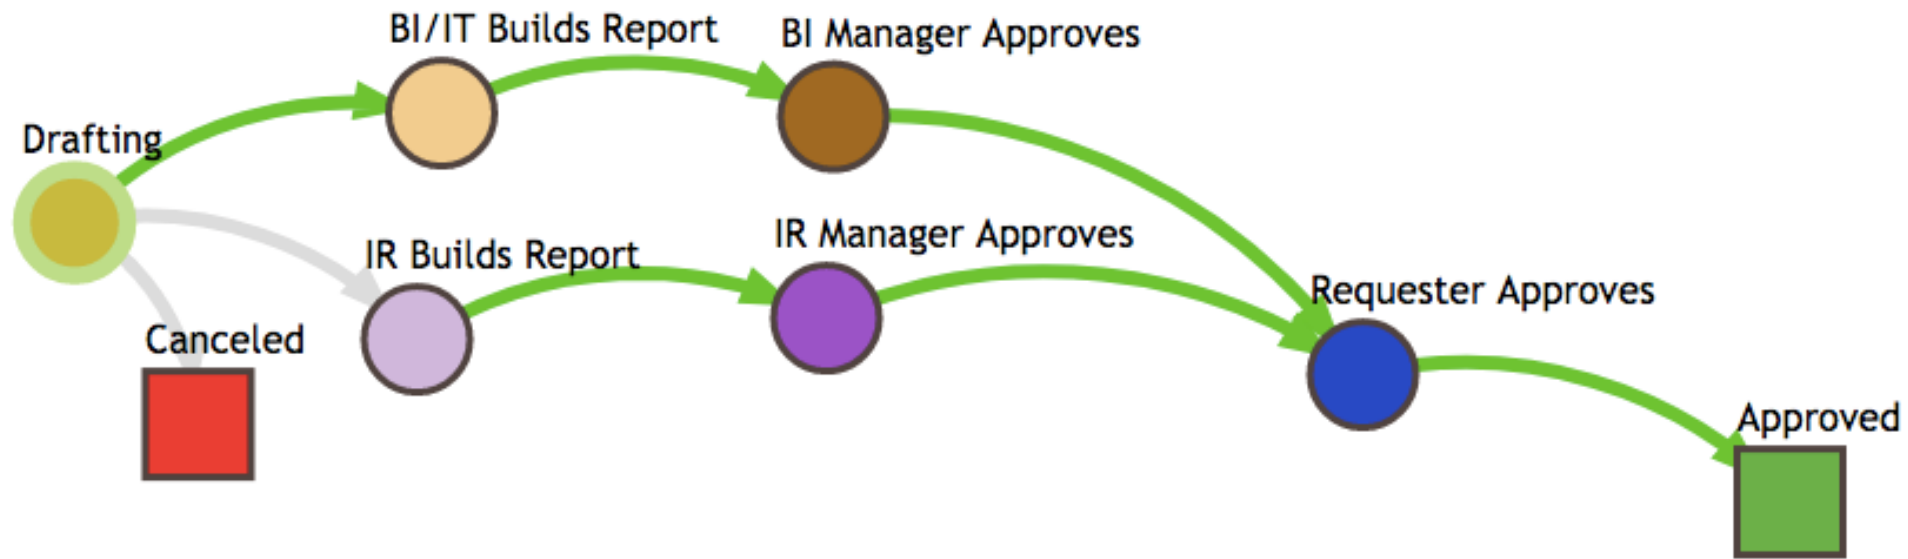 BI/IT Builds Report
BI Manager Approves
Drafting
IR Builds Report
IR Manager Approves
Requester Approves
Canceled
Approved